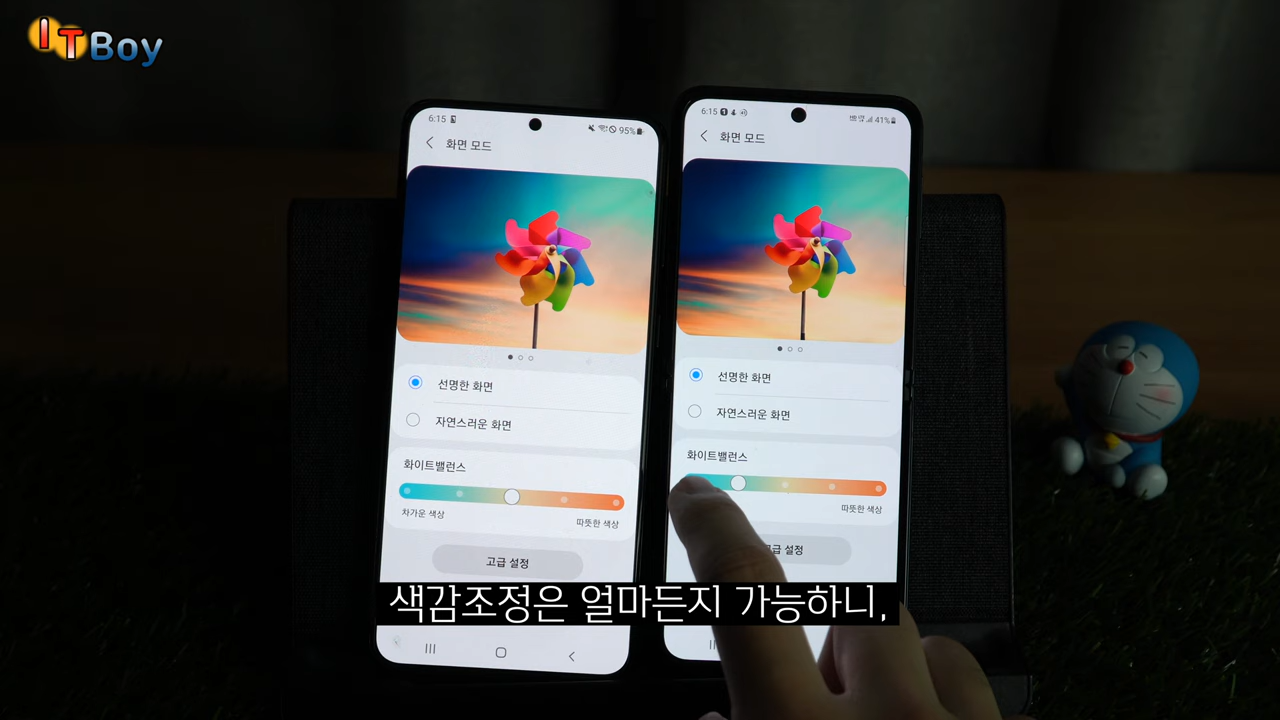 ITBoy
6:15
95%
화면 모드
선명한 화면
자연스러운 화면
화이트밸런스
차가운 색상
따뜻한 색상
고급 설정
6:15
41%
화면 모드
선명한 화면
자연스러운 화면
화이트밸런스
따뜻한 색상
급 설정
색감조정은 얼마든지 가능하니,